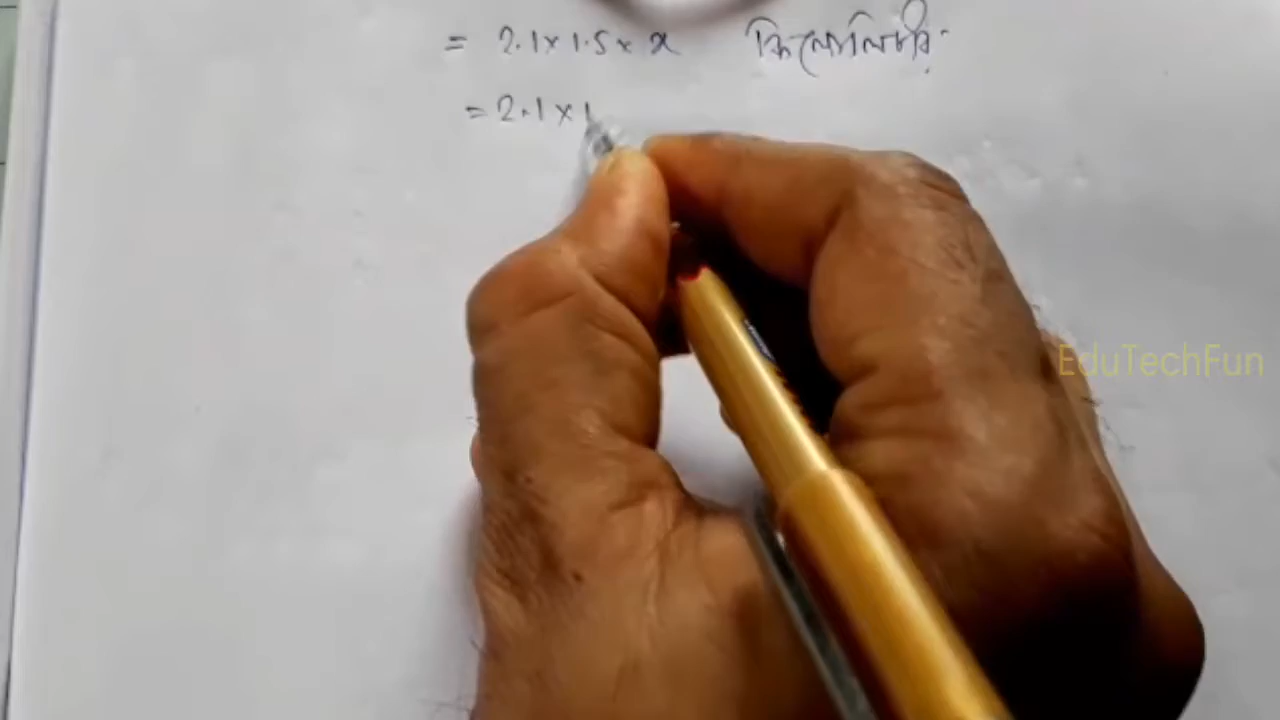 = 2.1 × 1.5 × x কিলোলিটার
= 2.1 × 1
EduTechFun